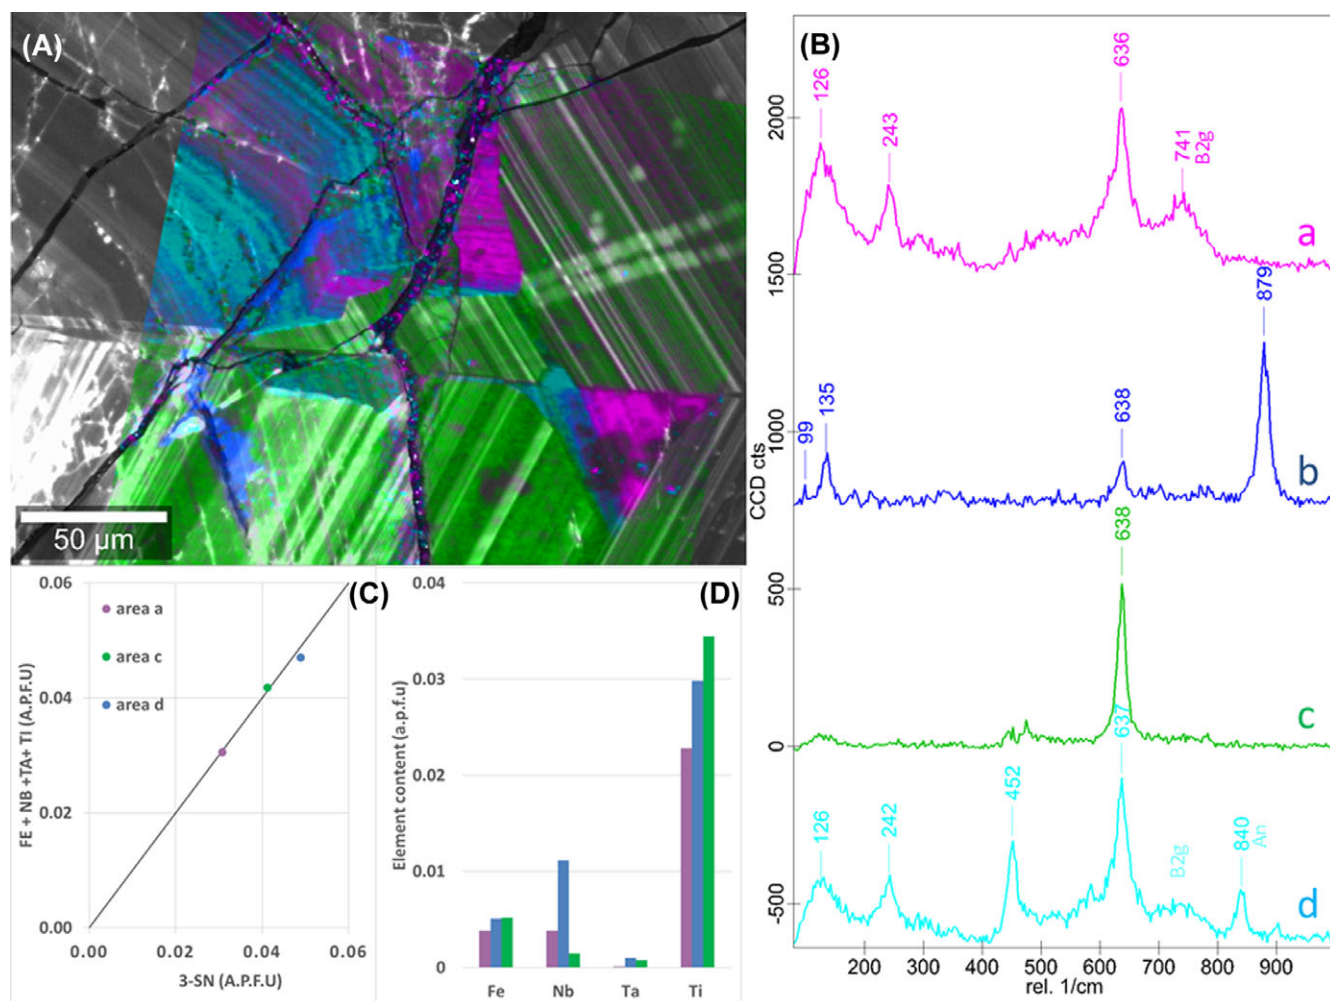 (A)
50 µm
(B)
126
243
636
741
B2g
a
879
99
135
638
b
638
c
126
242
452
637
B2g
840
An
d
2000
1500
1000
500
0
-500
CCD cts
200
300
400
500
600
700
800
900
rel. 1/cm
(C)
area a
area c
area d
FE + NB +TA+ TI (A.P.F.U)
0.06
0.04
0.02
0.00
0.00
0.02
0.04
0.06
3-SN (A.P.F.U)
(D)
Element content (a.p.f.u)
0.04
0.03
0.02
0.01
0
Fe
Nb
Ta
Ti